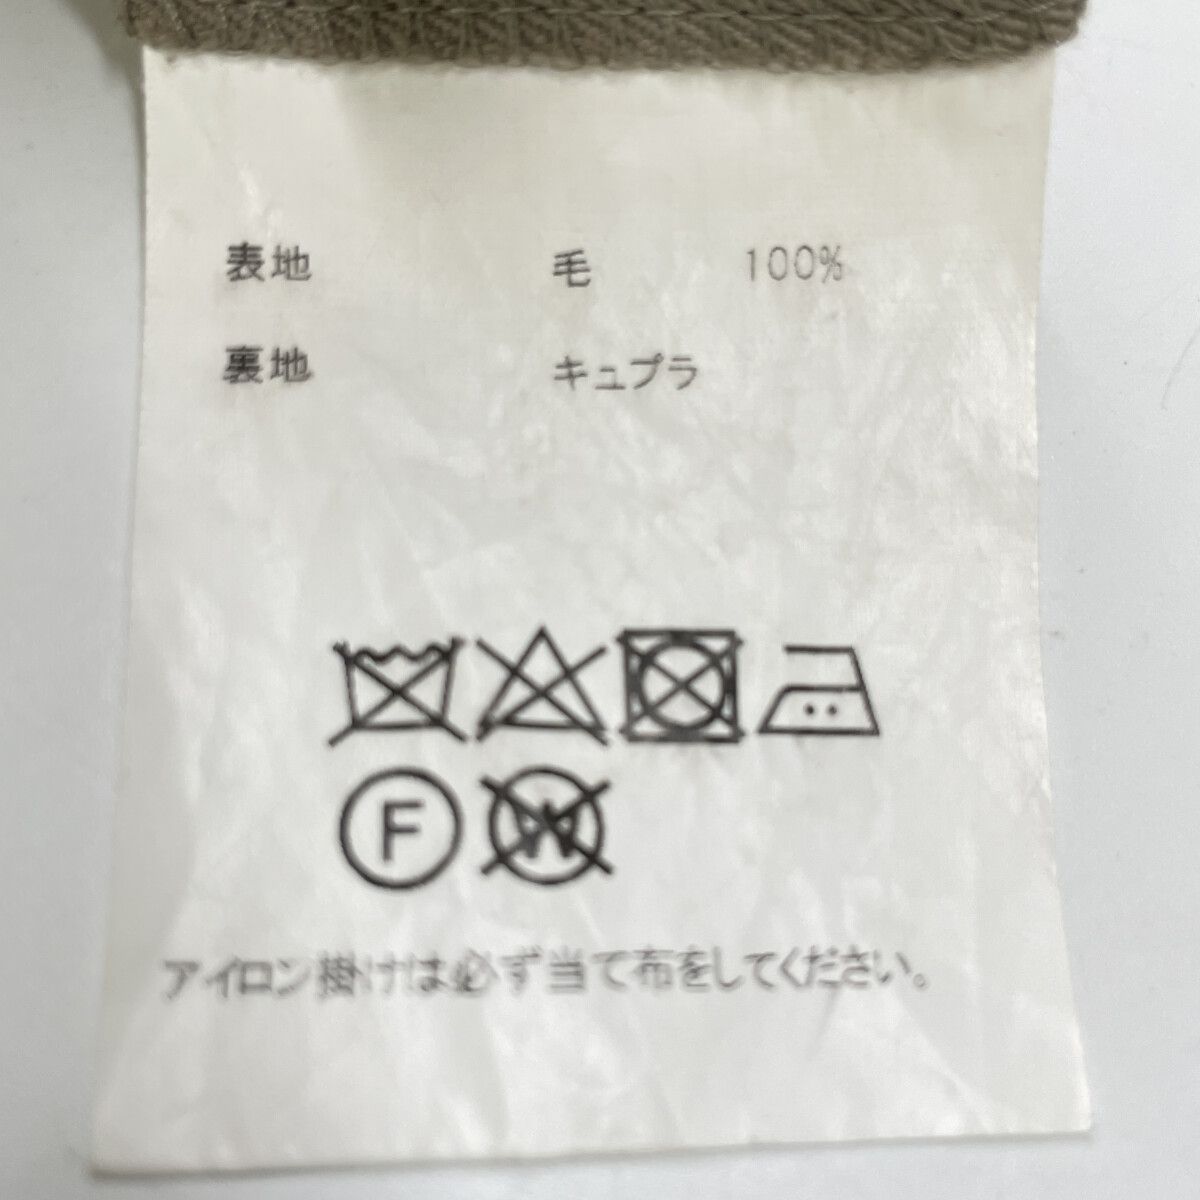 表地 毛 100%
裏地 キュプラ
F W
アイロン掛けは必ず当て布をしてください。